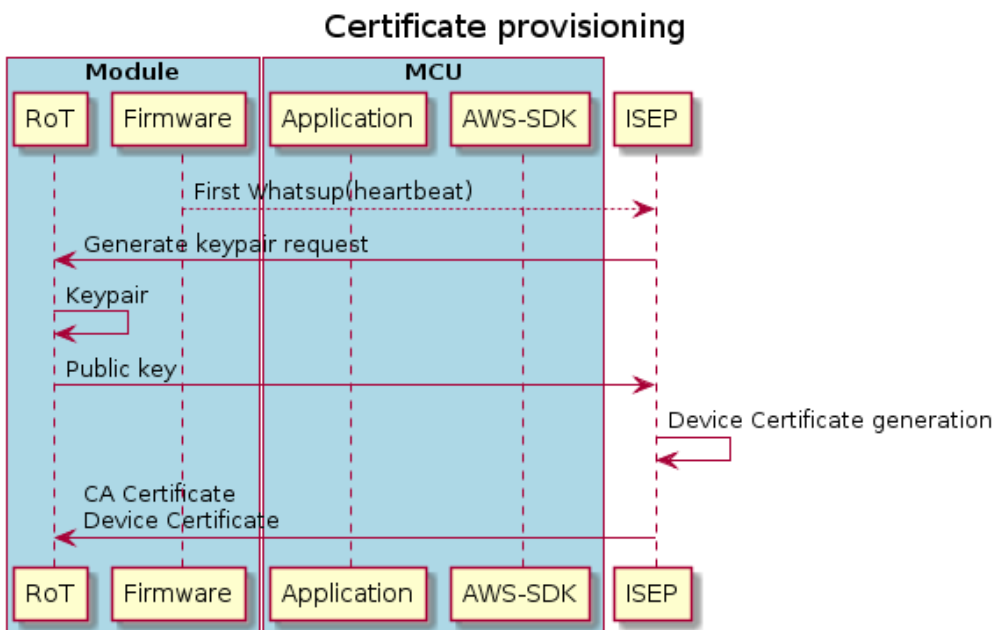 Certificate provisioning
Module
MCU
RoT
Firmware
Application
AWS-SDK
ISEP
First Whatsup(heartbeat)
Generate keypair request
Keypair
Public key
Device Certificate generation
CA Certificate
Device Certificate
RoT
Firmware
Application
AWS-SDK
ISEP